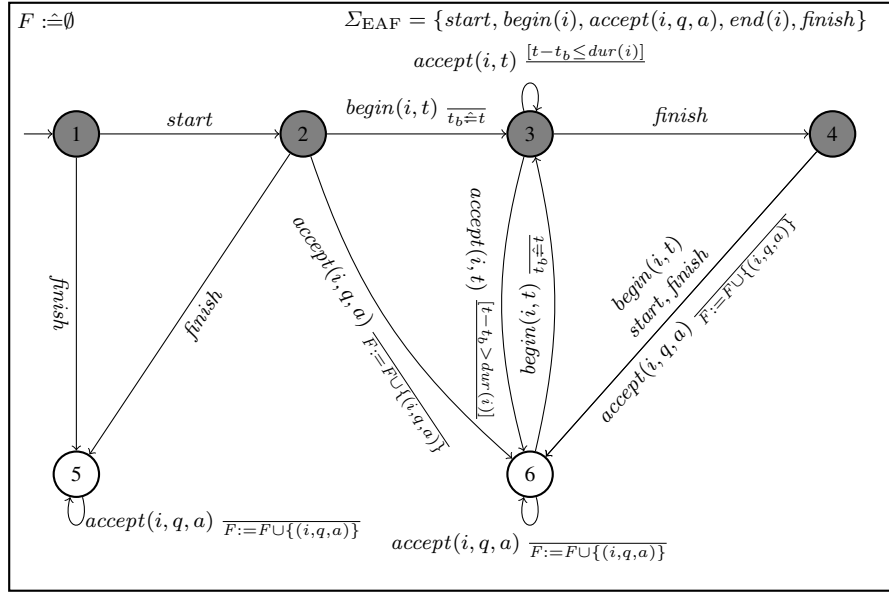 F :≙ ∅
Σ_EAF = {start, begin(i), accept(i, q, a), end(i), finish}
accept(i, t) [t−t_b≤dur(i)]
1
start
2
begin(i, t) t_b≙t
3
finish
4
finish
finish
accept(i, q, a) F:=F∪{(i,q,a)}
accept(i, t) [t−t_b>dur(i)]
begin(i, t) t_b≙t
begin(i, t)
start, finish
accept(i, q, a) F:=F∪{(i,q,a)}
5
6
accept(i, q, a) F:=F∪{(i,q,a)}
accept(i, q, a) F:=F∪{(i,q,a)}